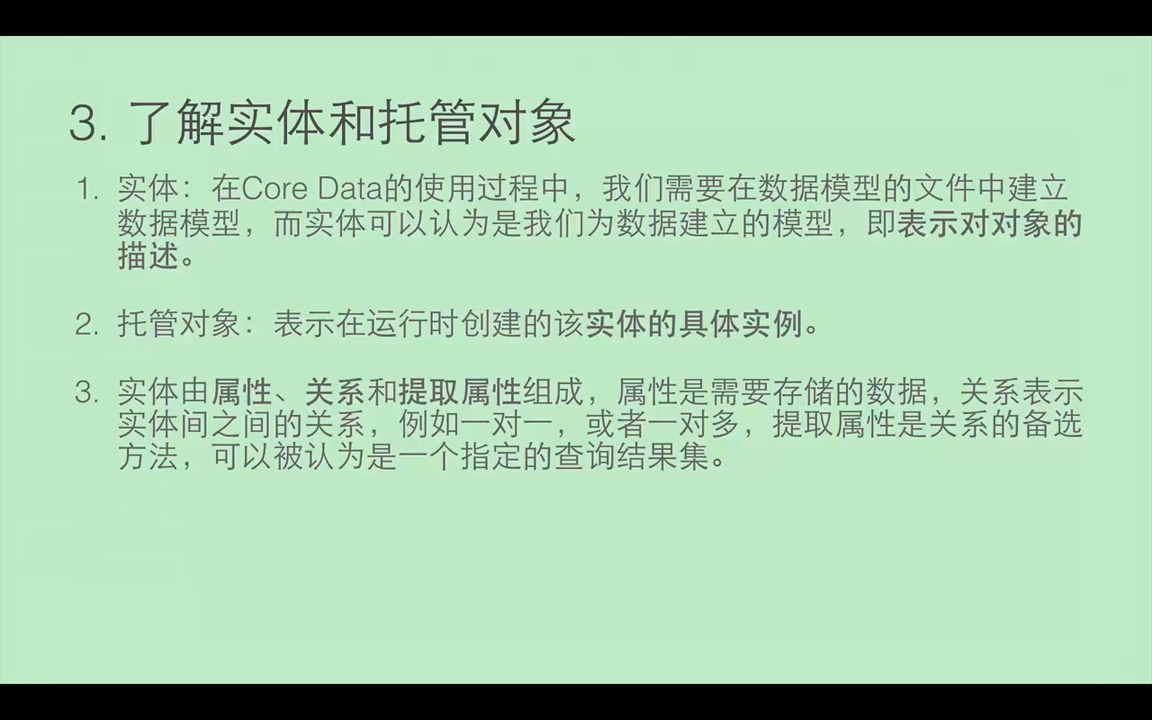 3. 了解实体和托管对象
1. 实体：在Core Data的使用过程中，我们需要在数据模型的文件中建立
数据模型，而实体可以认为是我们为数据建立的模型，即表示对对象的
描述。
2. 托管对象：表示在运行时创建的该实体的具体实例。
3. 实体由属性、关系和提取属性组成，属性是需要存储的数据，关系表示
实体间之间的关系，例如一对一，或者一对多，提取属性是关系的备选
方法，可以被认为是一个指定的查询结果集。